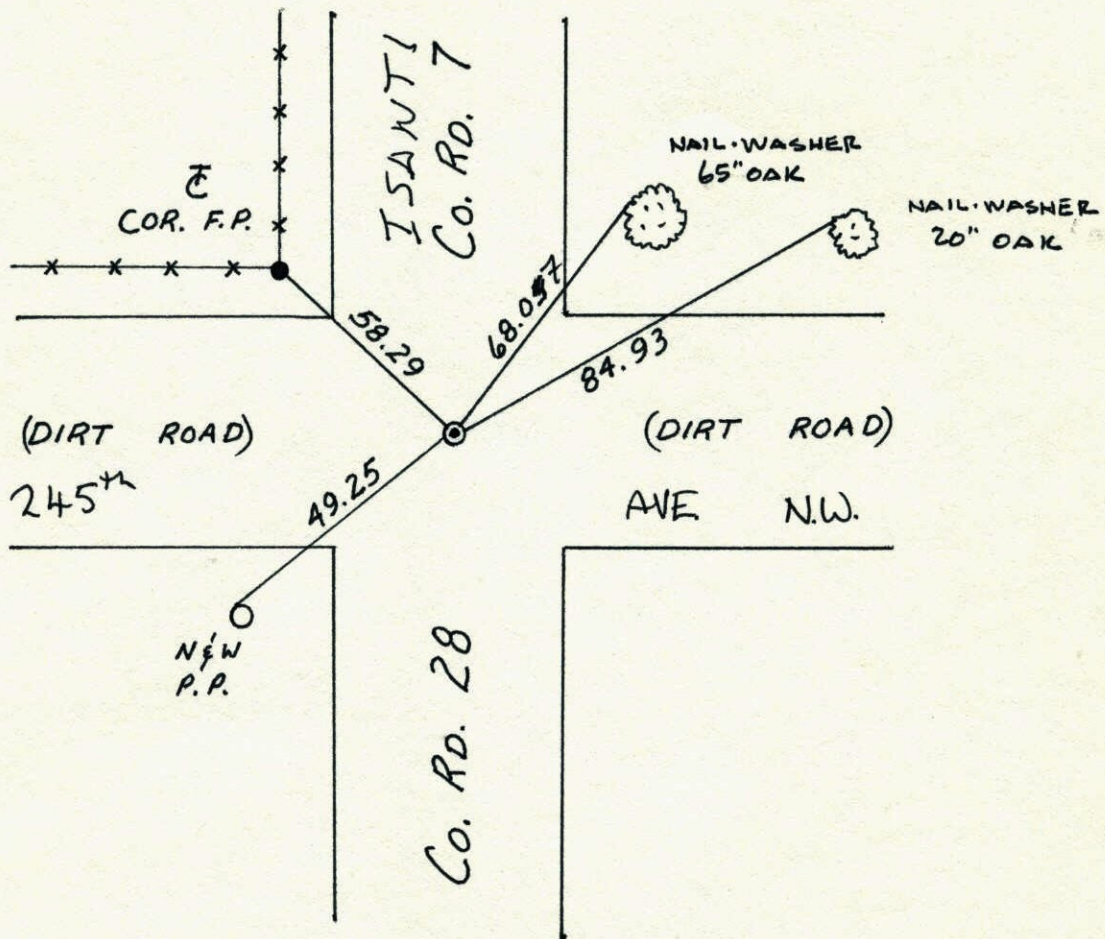 ISANTI
Co. RD. 7
NAIL·WASHER
65" OAK
NAIL·WASHER
20" OAK
COR. F.P.
58.29
84.93
(DIRT ROAD)
(DIRT ROAD)
245th
AVE. N.W.
49.25
N & W
P.P.
Co. RD. 28